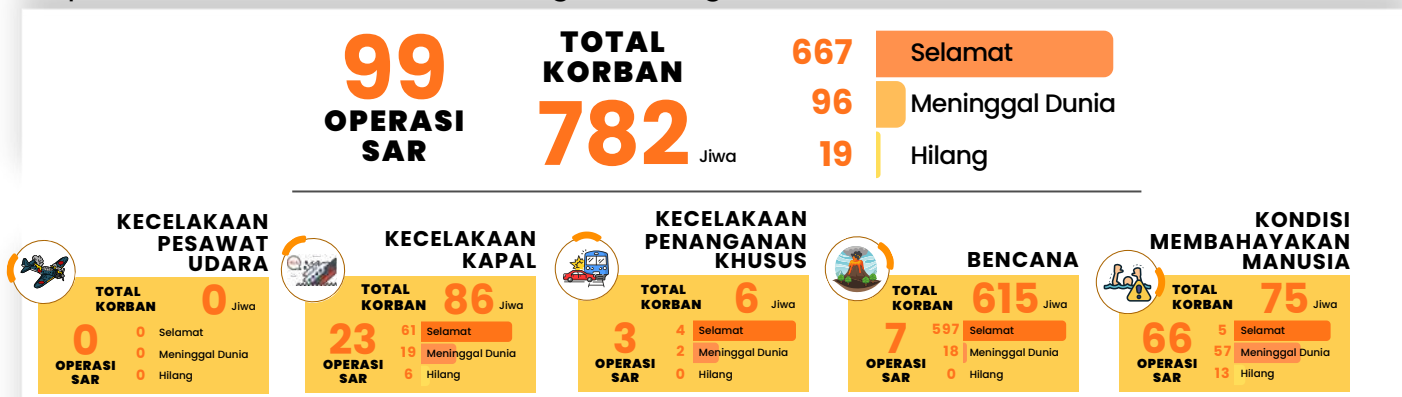 99
OPERASI
SAR
TOTAL
KORBAN
782 Jiwa
667 Selamat
96 Meninggal Dunia
19 Hilang
KECELAKAAN
PESAWAT
UDARA
TOTAL
KORBAN 0 Jiwa
0
OPERASI
SAR
0 Selamat
0 Meninggal Dunia
0 Hilang
KECELAKAAN
KAPAL
TOTAL
KORBAN 86 Jiwa
23
OPERASI
SAR
61 Selamat
19 Meninggal Dunia
6 Hilang
KECELAKAAN
PENANGANAN
KHUSUS
TOTAL
KORBAN 6 Jiwa
3
OPERASI
SAR
4 Selamat
2 Meninggal Dunia
0 Hilang
BENCANA
TOTAL
KORBAN 615 Jiwa
7
OPERASI
SAR
597 Selamat
18 Meninggal Dunia
0 Hilang
KONDISI
MEMBAHAYAKAN
MANUSIA
TOTAL
KORBAN 75 Jiwa
66
OPERASI
SAR
5 Selamat
57 Meninggal Dunia
13 Hilang